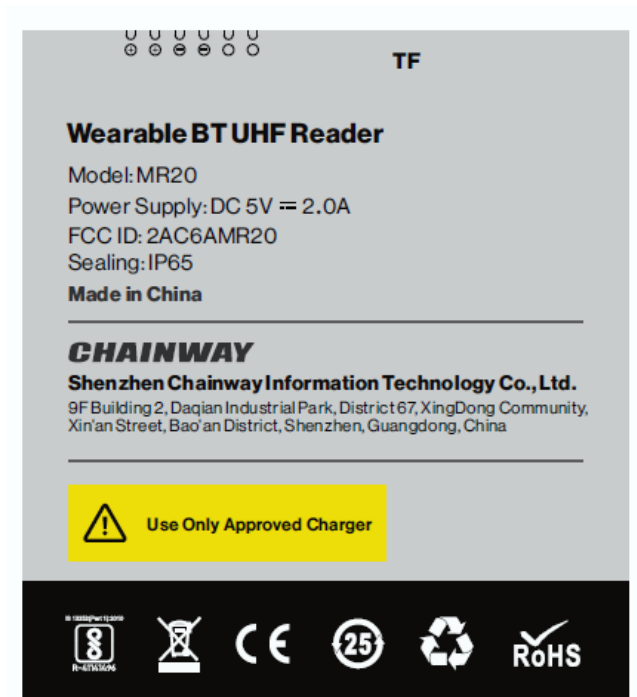 TF
Wearable BT UHF Reader
Model: MR20
Power Supply: DC 5V ⎓ 2.0A
FCC ID: 2AC6AMR20
Sealing: IP65
Made in China
CHAINWAY
Shenzhen Chainway Information Technology Co., Ltd.
9F Building 2, Daqian Industrial Park, District 67, XingDong Community,
Xin'an Street, Bao'an District, Shenzhen, Guangdong, China
Use Only Approved Charger
CE
25
RoHS